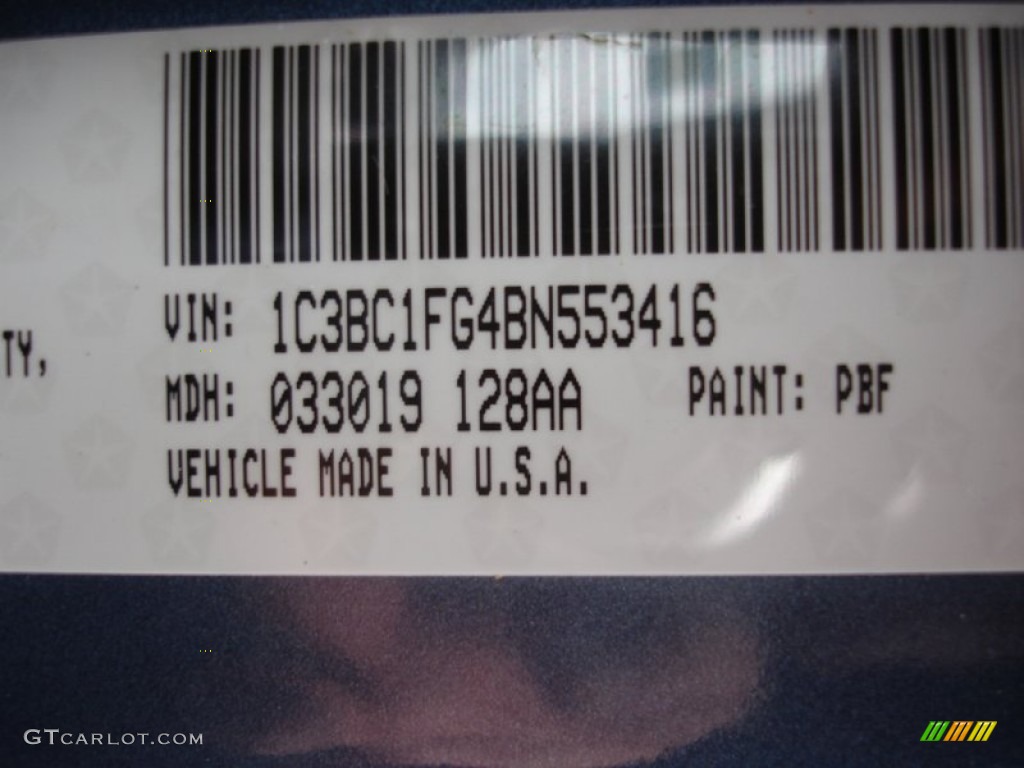 VIN: 1C3BC1FG4BN553416
TY,
MDH: 033019 128AA PAINT: PBF
VEHICLE MADE IN U.S.A.
GTCARLOT.COM